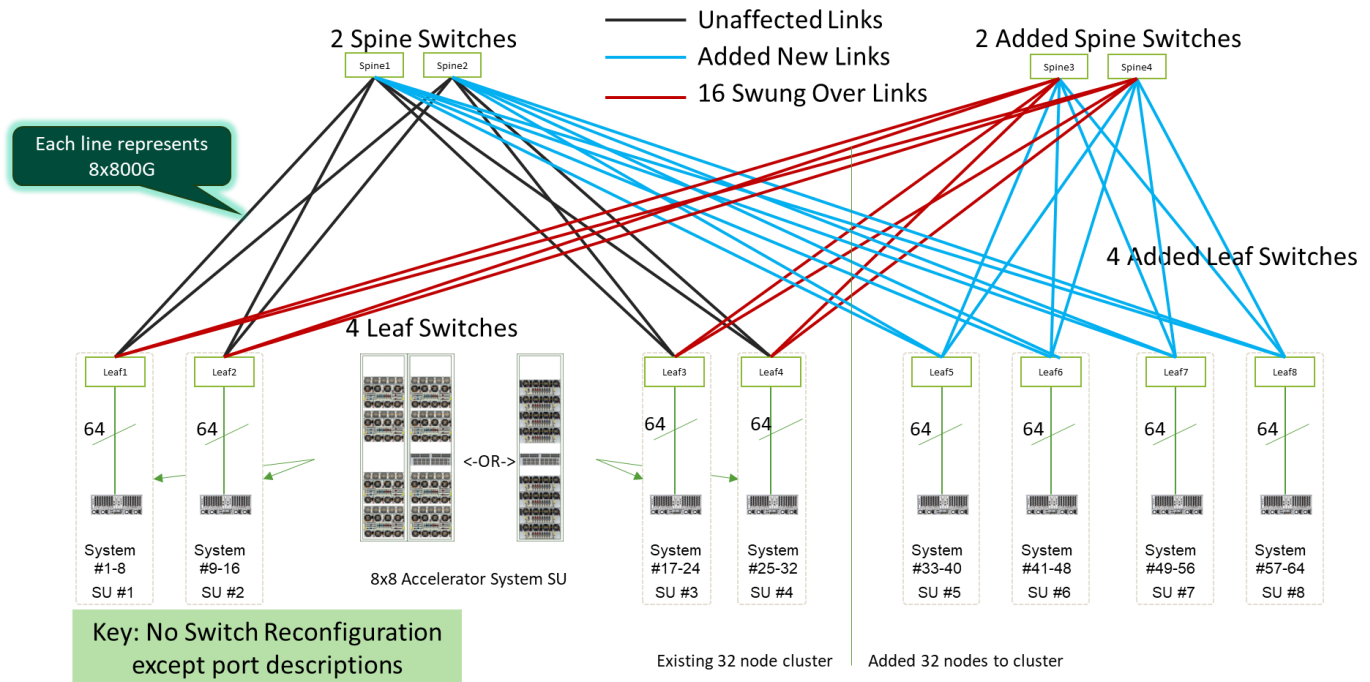 Unaffected Links
2 Spine Switches
2 Added Spine Switches
Spine1
Spine2
Added New Links
Spine3
Spine4
16 Swung Over Links
Each line represents
8x800G
4 Added Leaf Switches
4 Leaf Switches
Leaf1
Leaf2
Leaf3
Leaf4
Leaf5
Leaf6
Leaf7
Leaf8
64
64
64
64
64
64
64
64
<-OR->
System
#1-8
SU #1
System
#9-16
SU #2
8x8 Accelerator System SU
System
#17-24
SU #3
System
#25-32
SU #4
System
#33-40
SU #5
System
#41-48
SU #6
System
#49-56
SU #7
System
#57-64
SU #8
Key: No Switch Reconfiguration
except port descriptions
Existing 32 node cluster
Added 32 nodes to cluster